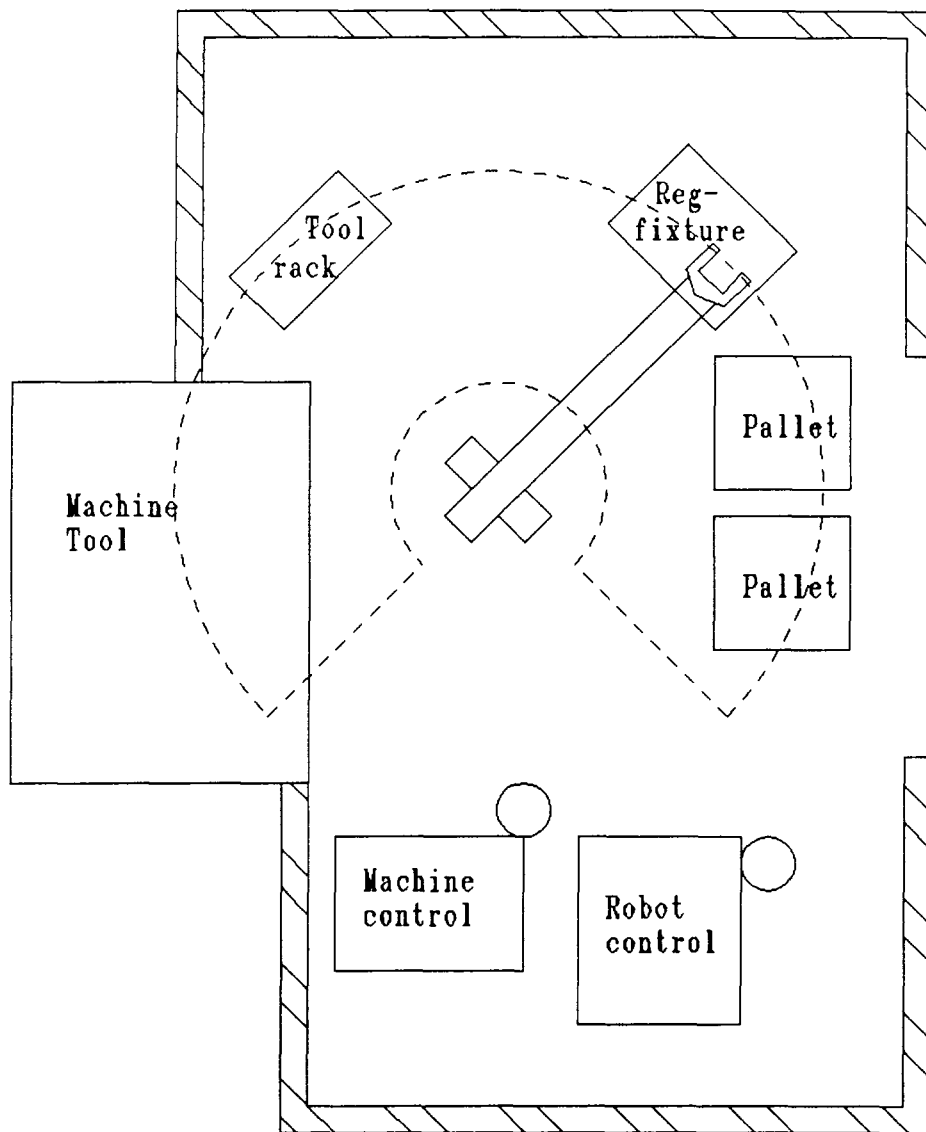 Tool
rack
Reg-
fixture
Pallet
Machine
Tool
Pallet
Machine
control
Robot
control